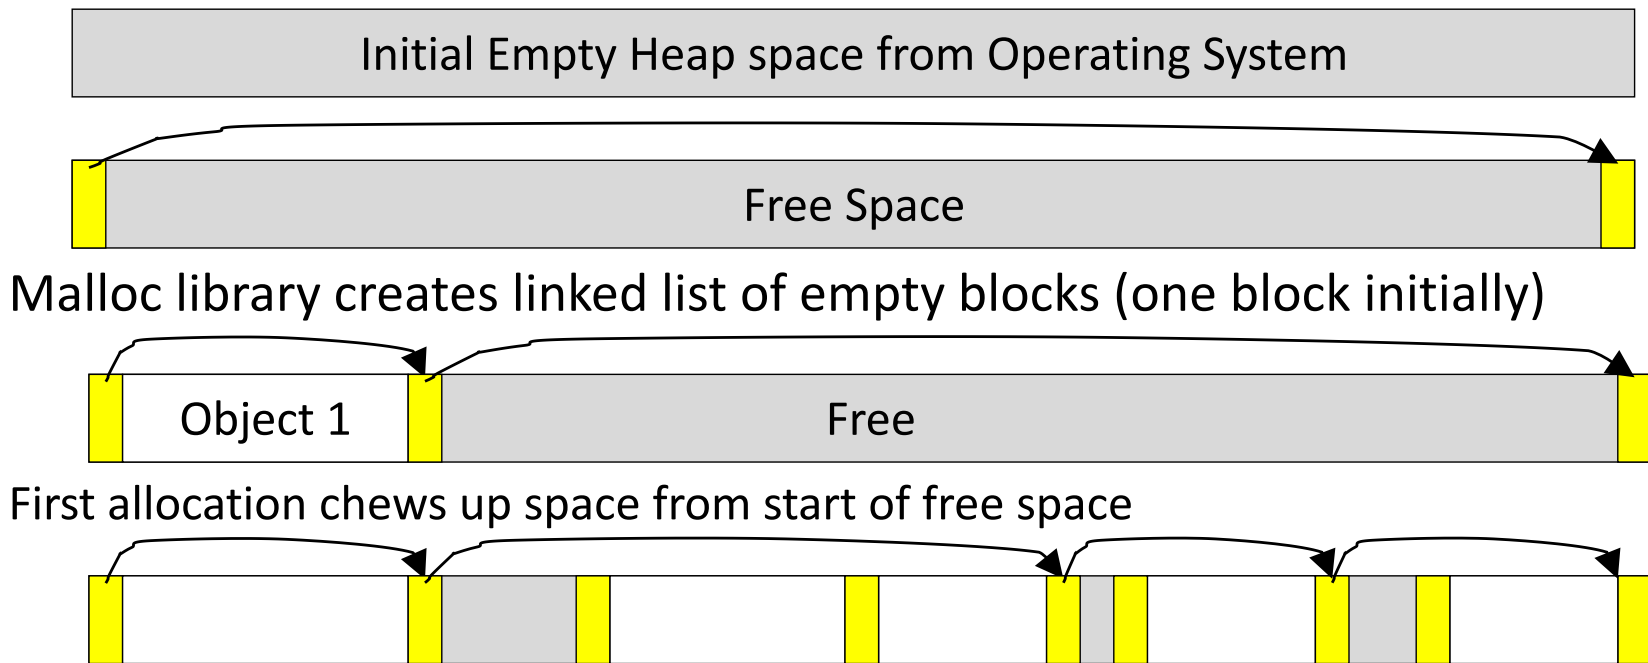 Initial Empty Heap space from Operating System
Free Space
Malloc library creates linked list of empty blocks (one block initially)
Object 1
Free
First allocation chews up space from start of free space